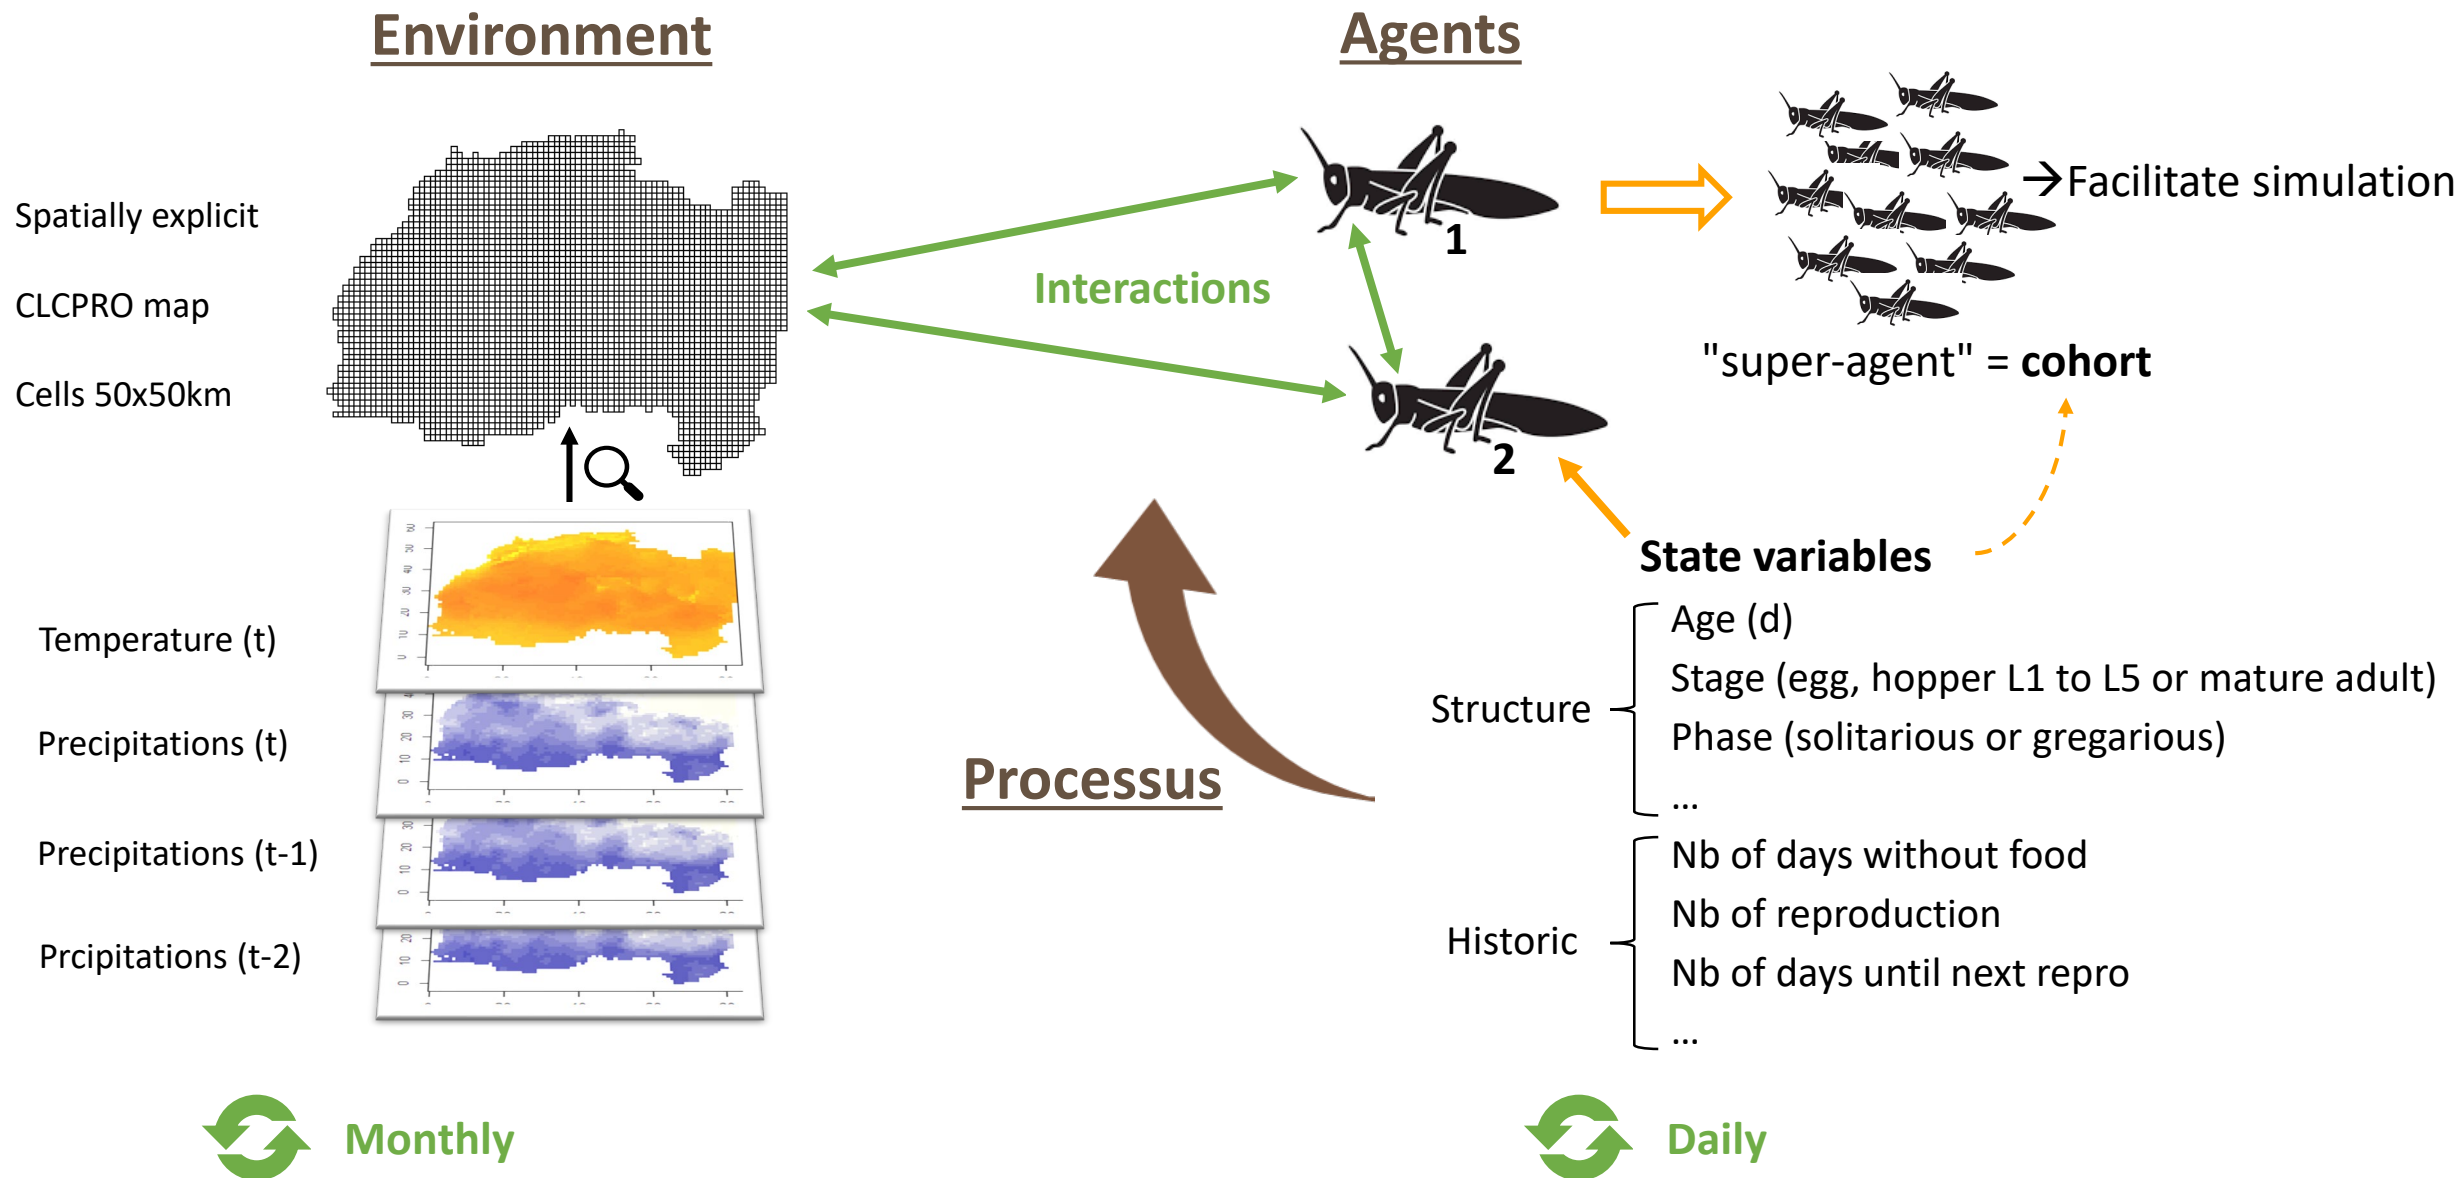 Environment
Agents
Spatially explicit
CLCPRO map
Cells 50x50km
Interactions
1
2
→Facilitate simulation
"super-agent" = cohort
State variables
Structure
Age (d)
Stage (egg, hopper L1 to L5 or mature adult)
Phase (solitarious or gregarious)
...
Historic
Nb of days without food
Nb of reproduction
Nb of days until next repro
...
Processus
Temperature (t)
Precipitations (t)
Precipitations (t-1)
Prcipitations (t-2)
Monthly
Daily